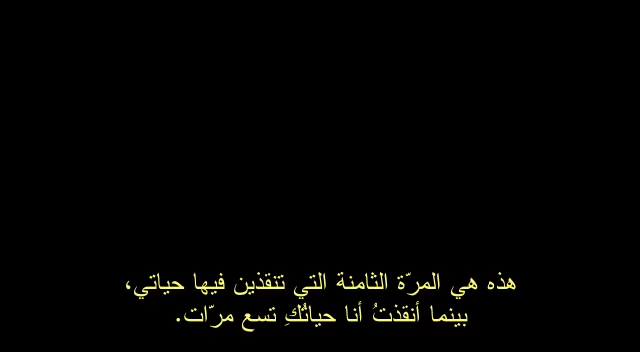 هذه هي المرّة الثامنة التي تنقذين فيها حياتي،
بينما أنقذتُ أنا حياتُكِ تسع مرّات.